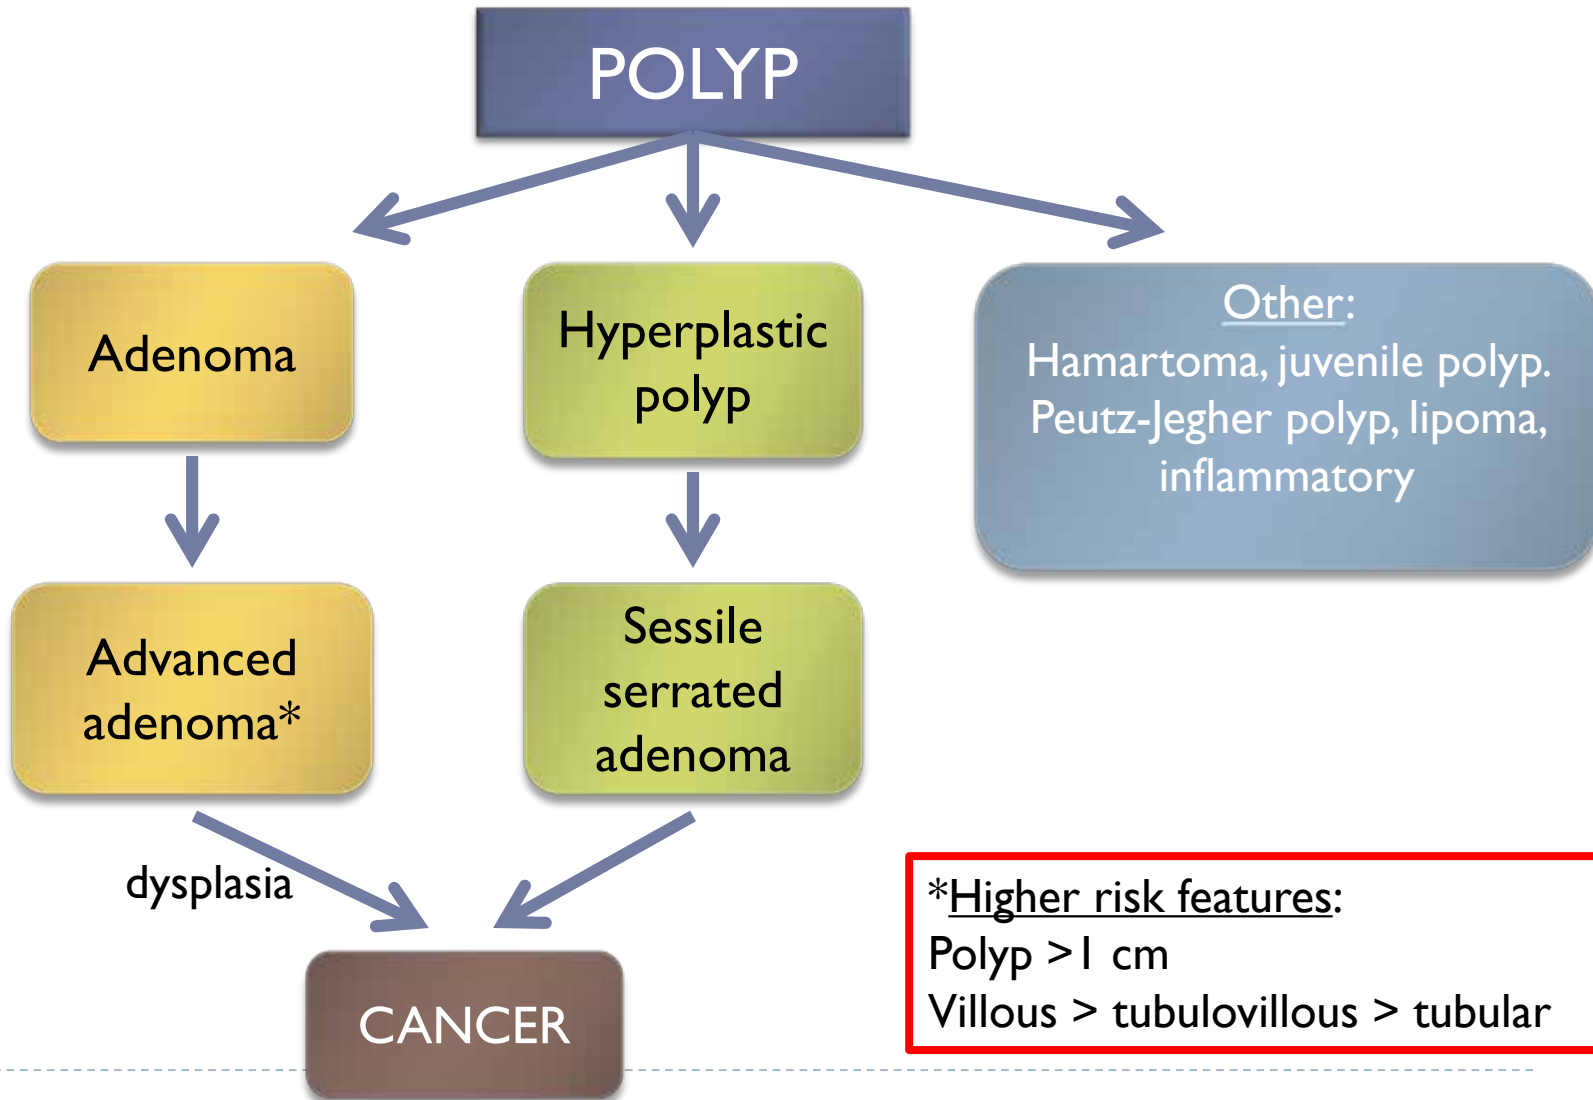 POLYP
Adenoma
Hyperplastic
polyp
Other:
Hamartoma, juvenile polyp.
Peutz-Jegher polyp, lipoma,
inflammatory
Advanced
adenoma*
Sessile
serrated
adenoma
dysplasia
CANCER
*Higher risk features:
Polyp >1 cm
Villous > tubulovillous > tubular